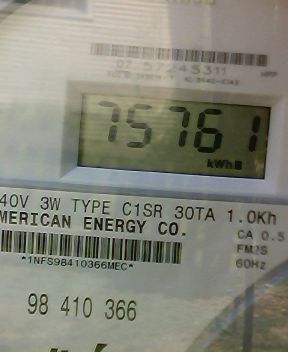 75761
kWh
40V 3W TYPE C1SR 30TA 1.0Kh
MERICAN ENERGY CO.
CA 0.5
FM2S
60Hz
*1NFS98410366MEC*
98 410 366